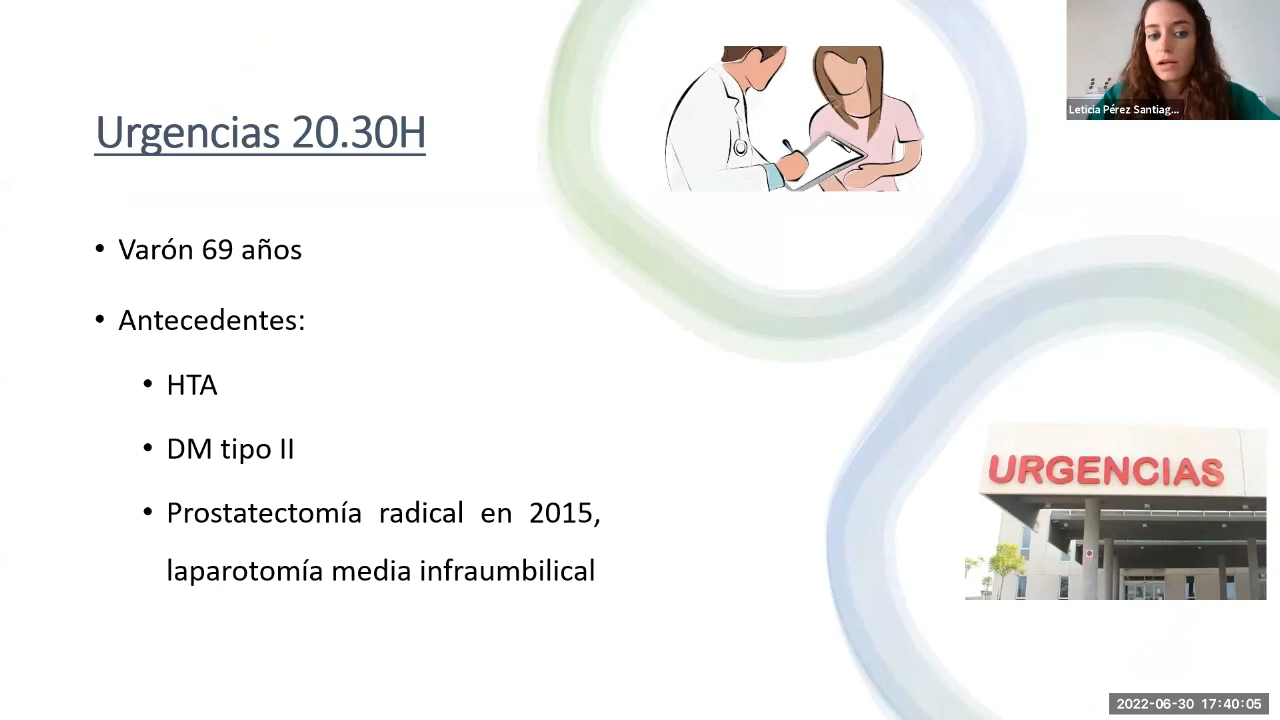 Leticia Pérez Santiag...
Urgencias 20.30H
• Varón 69 años
• Antecedentes:
• HTA
• DM tipo II
• Prostatectomía radical en 2015,
laparotomía media infraumbilical
URGENCIAS
2022-06-30 17:40:05